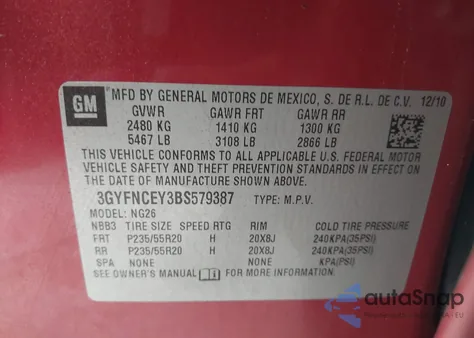 GM
MFD BY GENERAL MOTORS DE MEXICO, S. DE R.L. DE C.V. 12/10
GVWR GAWR FRT GAWR RR
2480 KG 1410 KG 1300 KG
5467 LB 3108 LB 2866 LB
THIS VEHICLE CONFORMS TO ALL APPLICABLE U.S. FEDERAL MOTOR
VEHICLE SAFETY AND THEFT PREVENTION STANDARDS IN EFFECT ON
THE DATE OF MANUFACTURE SHOWN ABOVE.
3GYFNCEY3BS579387 TYPE: M.P.V.
MODEL: NG26
NBB3 TIRE SIZE SPEED RTG RIM COLD TIRE PRESSURE
FRT P235/55R20 H 20X8J 240KPA(35PSI)
RR P235/55R20 H 20X8J 240KPA(35PSI)
SPA NONE NONE KPA(PSI)
SEE OWNER'S MANUAL FOR MORE INFORMATION
autoSnap